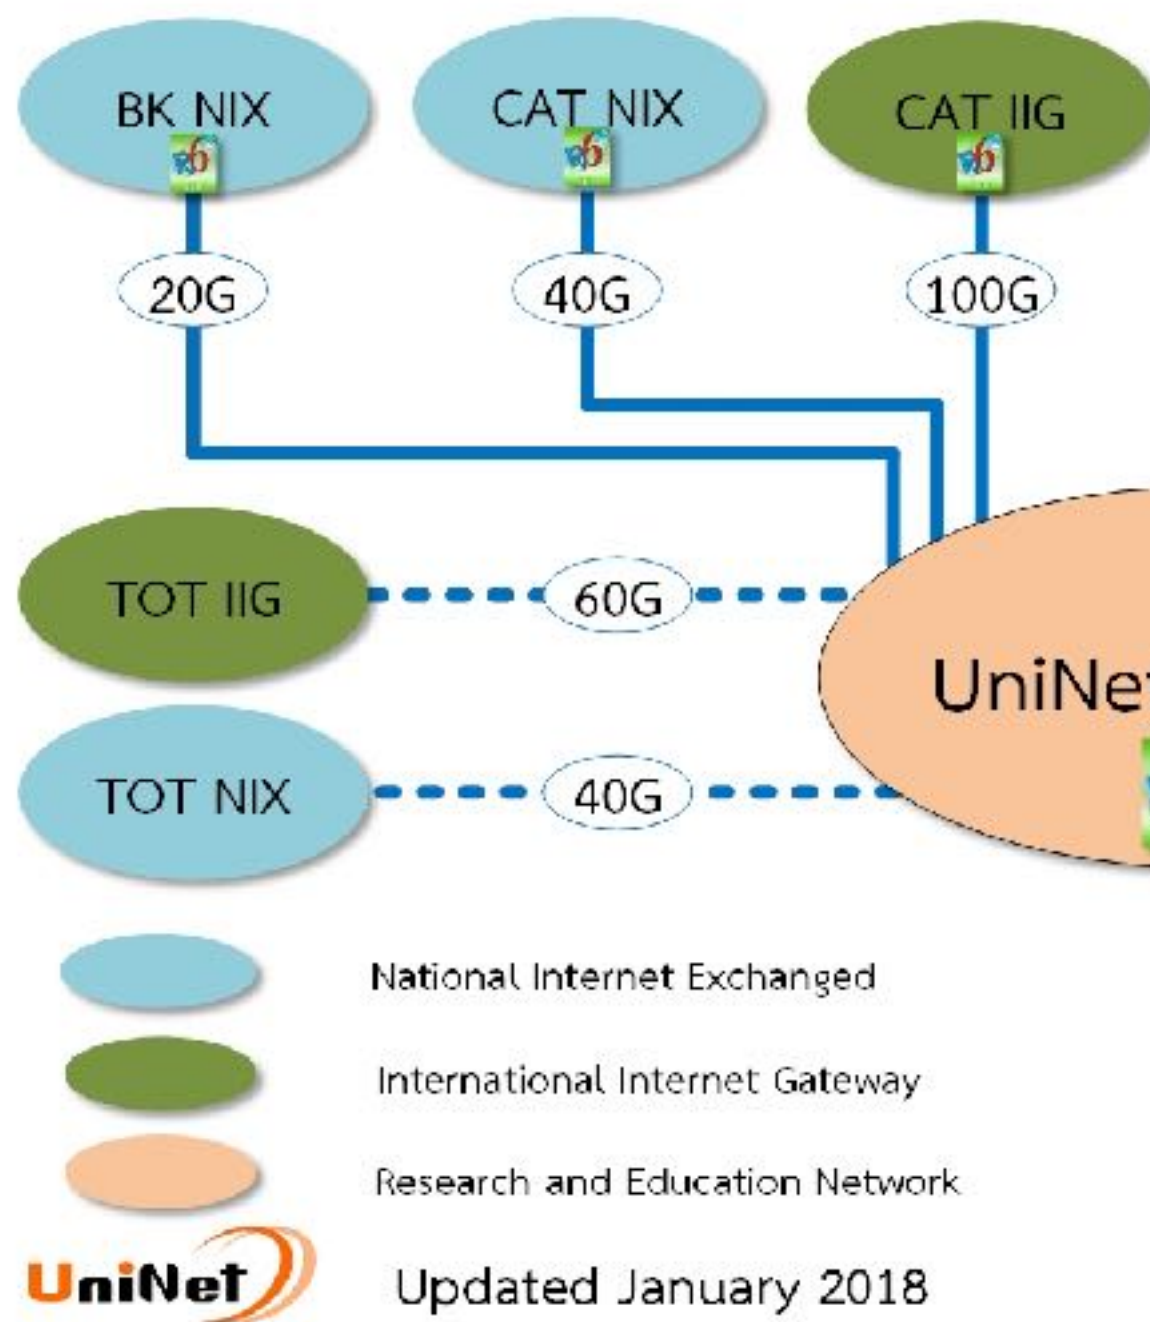 BK NIX
CAT NIX
CAT IIG
20G
40G
100G
TOT IIG
60G
UniNet
TOT NIX
40G
National Internet Exchanged
International Internet Gateway
Research and Education Network
UniNet
Updated January 2018